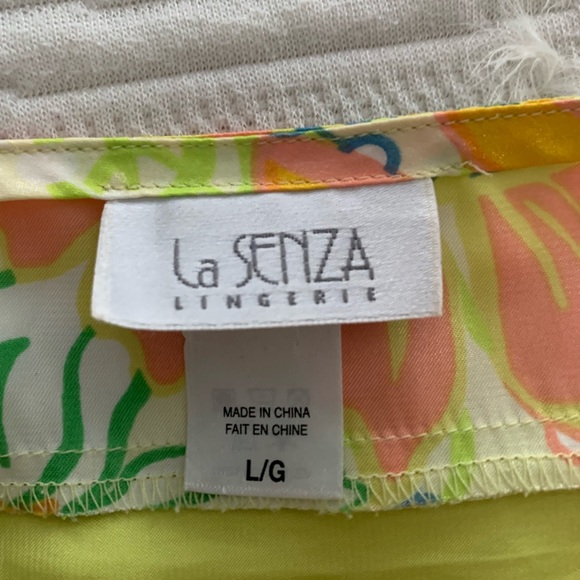 La SENZA
LINGERIE
MADE IN CHINA
FAIT EN CHINE
L/G